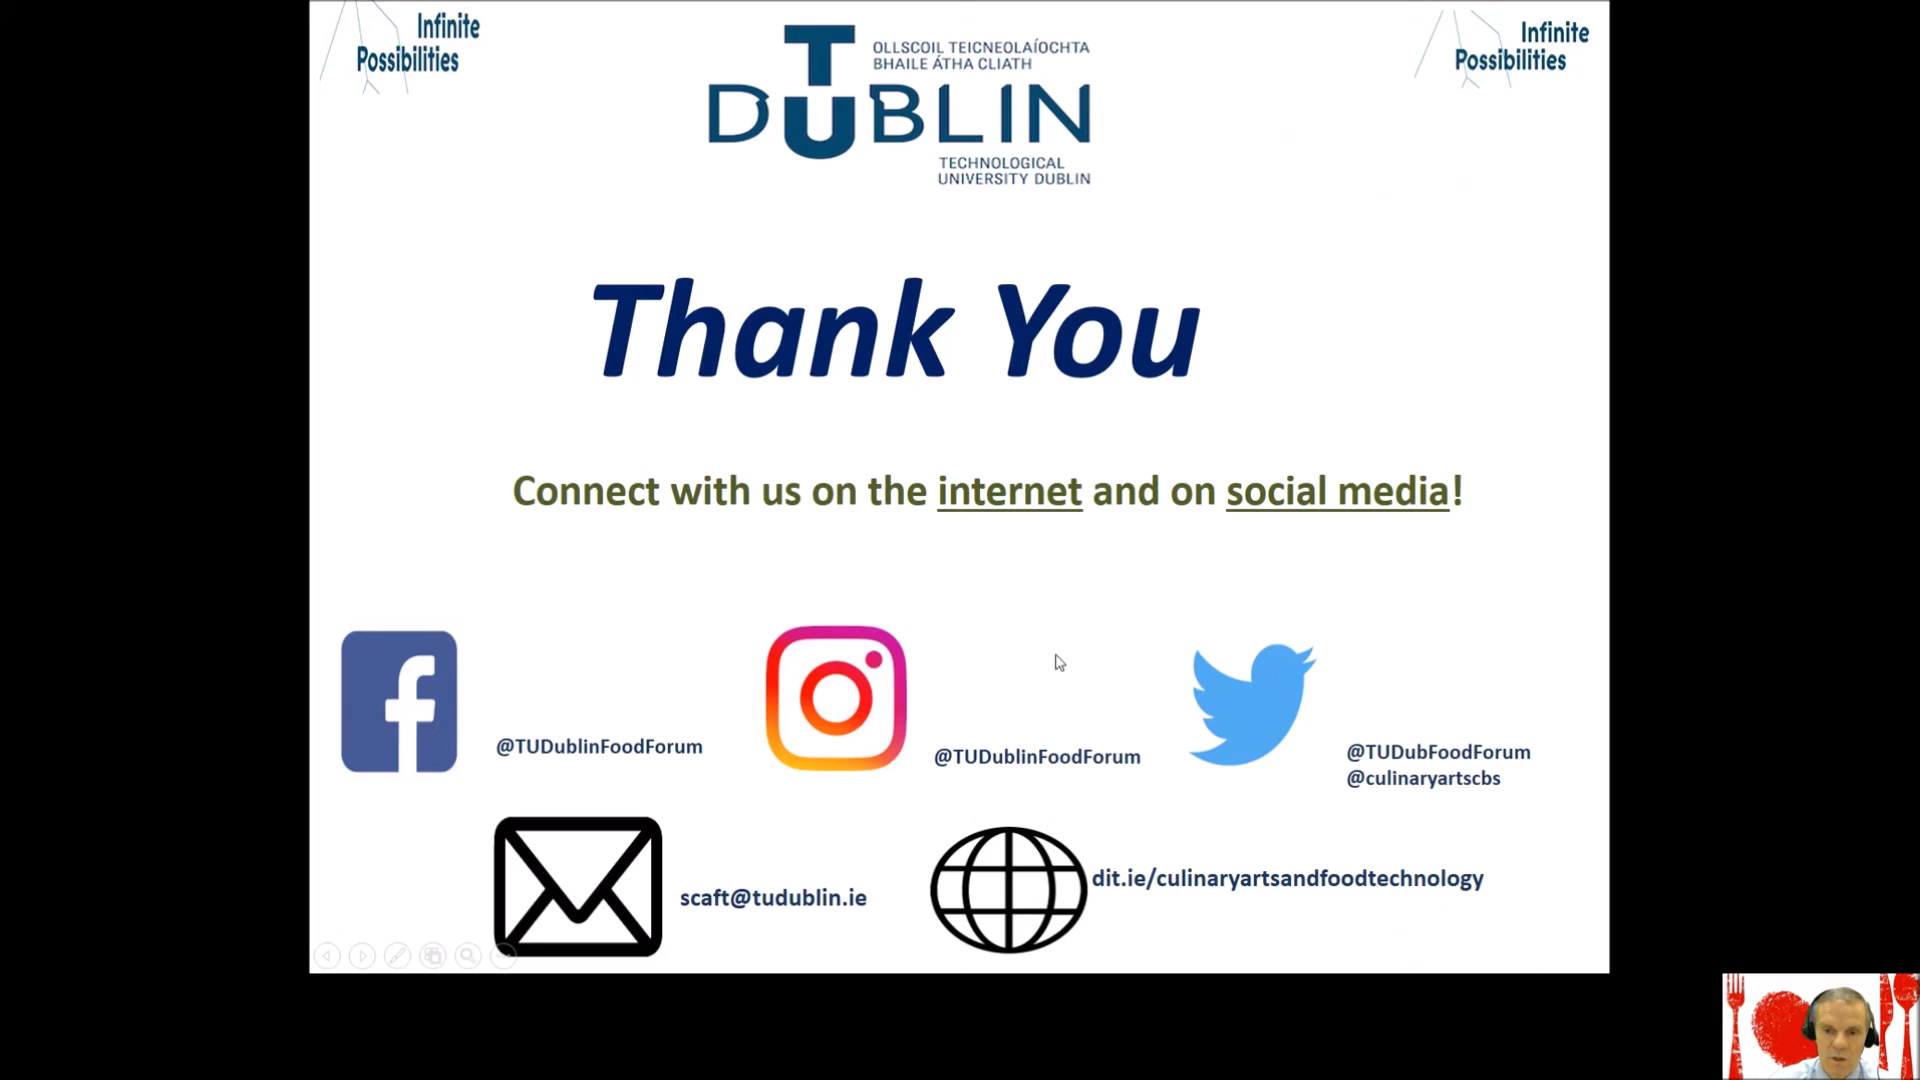 Infinite
Possibilities
OLLSCOIL TEICNEOLAÍOCHTA
BHAILE ÁTHA CLIATH
TU DUBLIN
TECHNOLOGICAL
UNIVERSITY DUBLIN
Infinite
Possibilities
Thank You
Connect with us on the internet and on social media!
@TUDublinFoodForum
@TUDublinFoodForum
@TUDubFoodForum
@culinaryartscbs
scaft@tudublin.ie
dit.ie/culinaryartsandfoodtechnology